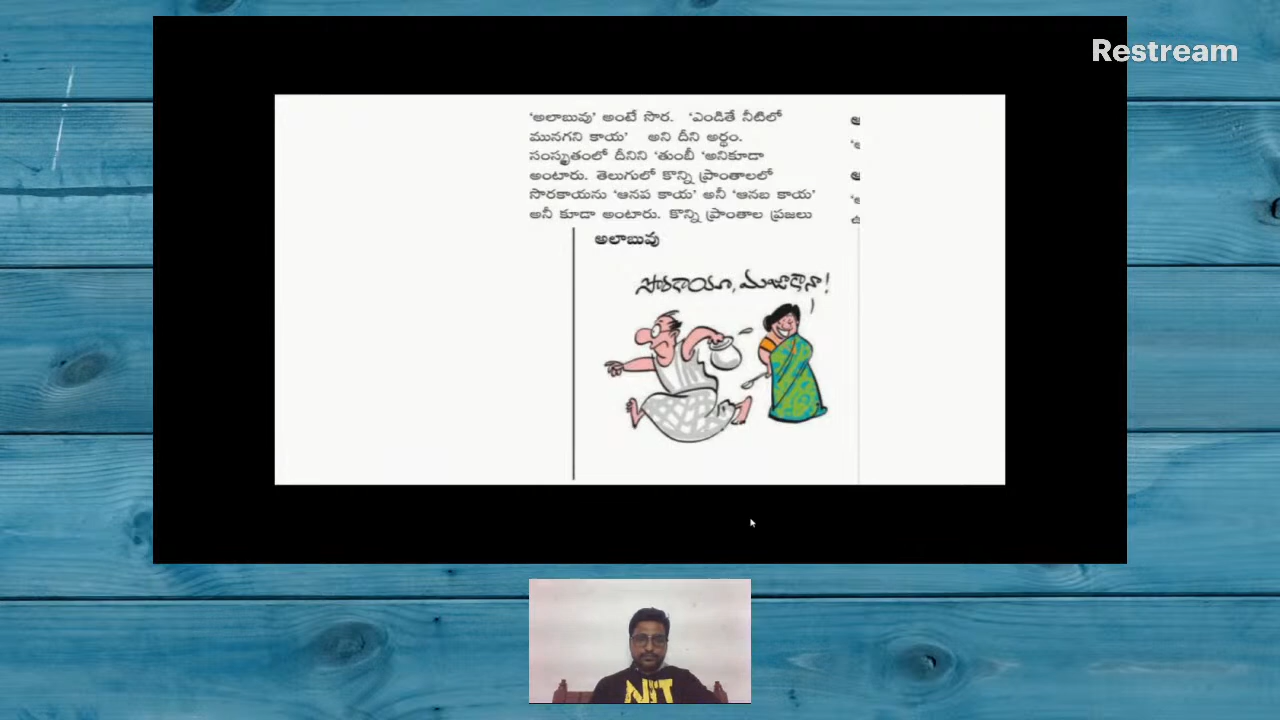 Restream
'అలాబువు' అంటే సొర. 'ఎండితే నీటిలో
మునగని కాయ' అని దీని అర్థం.
సంస్కృతంలో దీనిని 'తుంబీ 'అనికూడా
అంటారు. తెలుగులో కొన్ని ప్రాంతాలలో
సొరకాయను 'ఆనప కాయ' అనీ 'ఆనబ కాయ'
అనీ కూడా అంటారు. కొన్ని ప్రాంతాల ప్రజలు
అలాబువు
సొరకాయా, మజాకానా!
NIT